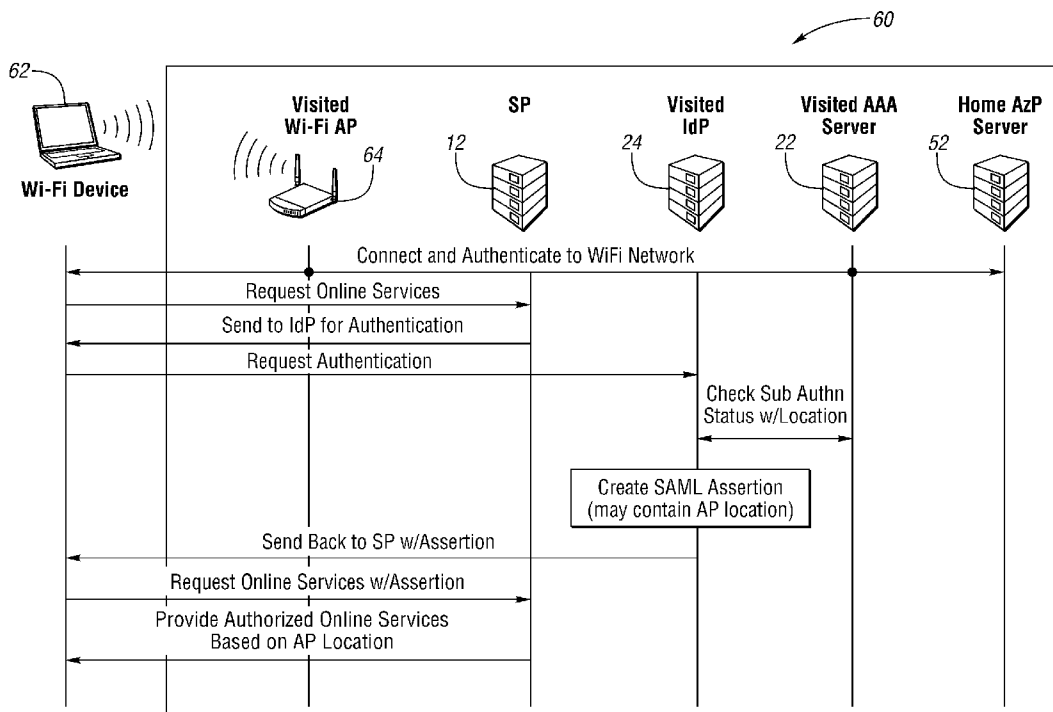 60
62
Wi-Fi Device
Visited
Wi-Fi AP
64
SP
12
Visited
IdP
24
Visited AAA
Server
22
Home AzP
Server
52
Connect and Authenticate to WiFi Network
Request Online Services
Send to IdP for Authentication
Request Authentication
Check Sub Authn
Status w/Location
Create SAML Assertion
(may contain AP location)
Send Back to SP w/Assertion
Request Online Services w/Assertion
Provide Authorized Online Services
Based on AP Location